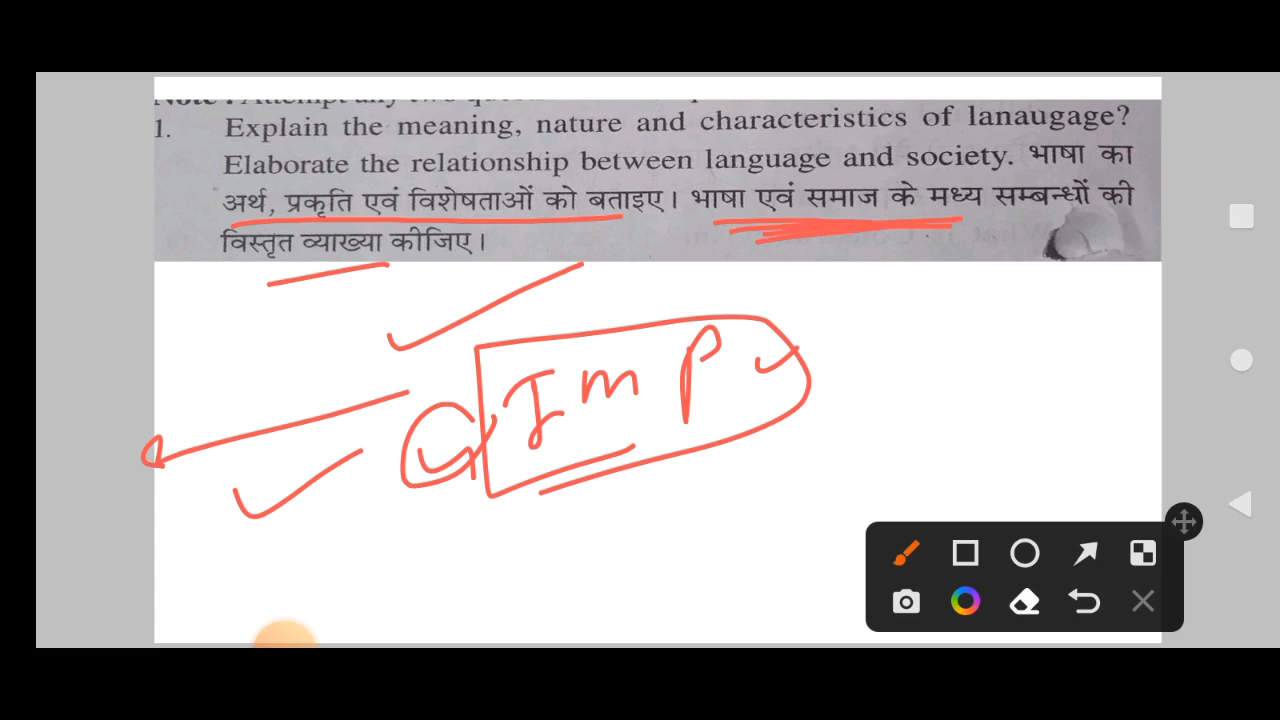 1. Explain the meaning, nature and characteristics of lanaugage?
Elaborate the relationship between language and society. भाषा का
अर्थ, प्रकृति एवं विशेषताओं को बताइए। भाषा एवं समाज के मध्य सम्बन्धों की
विस्तृत व्याख्या कीजिए।
Imp